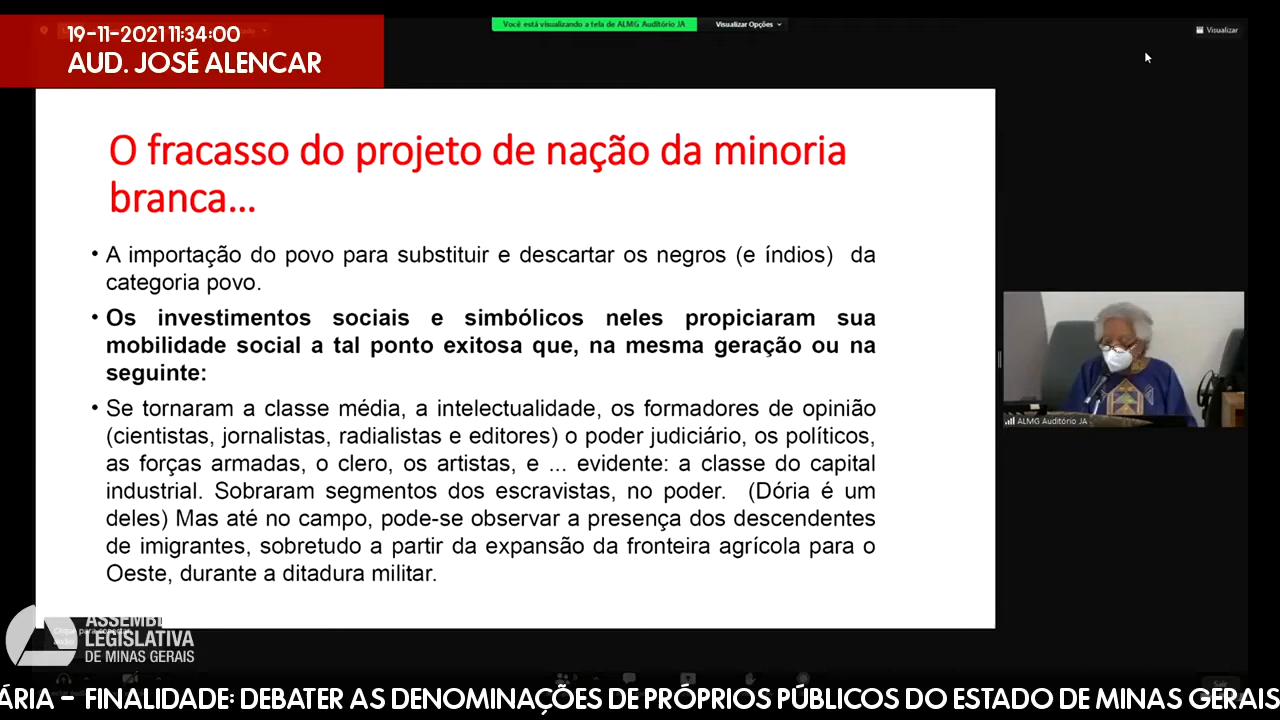 19-11-2021 11:34:00
AUD. JOSÉ ALENCAR
Você está visualizando a tela de ALMG Auditório JA
Visualizar Opções
Visualizar
O fracasso do projeto de nação da minoria
branca...
• A importação do povo para substituir e descartar os negros (e índios) da
categoria povo.
• Os investimentos sociais e simbólicos neles propiciaram sua
mobilidade social a tal ponto exitosa que, na mesma geração ou na
seguinte:
• Se tornaram a classe média, a intelectualidade, os formadores de opinião
(cientistas, jornalistas, radialistas e editores) o poder judiciário, os políticos,
as forças armadas, o clero, os artistas, e ... evidente: a classe do capital
industrial. Sobraram segmentos dos escravistas, no poder. (Dória é um
deles) Mas até no campo, pode-se observar a presença dos descendentes
de imigrantes, sobretudo a partir da expansão da fronteira agrícola para o
Oeste, durante a ditadura militar.
ALMG Auditório JA
LEGISLATIVA
DE MINAS GERAIS
Sair
ÁRIA - FINALIDADE: DEBATER AS DENOMINAÇÕES DE PRÓPRIOS PÚBLICOS DO ESTADO DE MINAS GERAIS